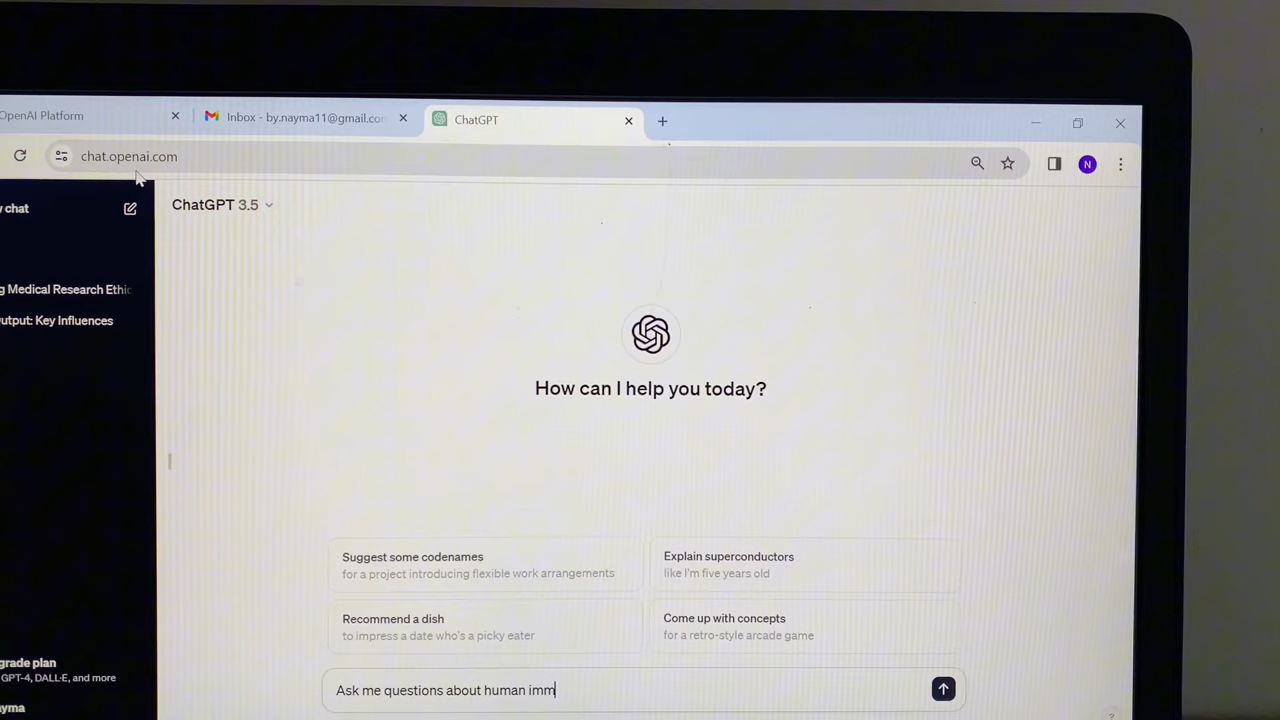 OpenAI Platform
Inbox - by.nayma11@gmail.co
ChatGPT
chat.openai.com
N
chat
ChatGPT 3.5
g Medical Research Ethic
utput: Key Influences
How can I help you today?
Suggest some codenames
for a project introducing flexible work arrangements
Explain superconductors
like I'm five years old
Recommend a dish
to impress a date who's a picky eater
Come up with concepts
for a retro-style arcade game
grade plan
GPT-4, DALL·E, and more
Ask me questions about human imm
ayma
?